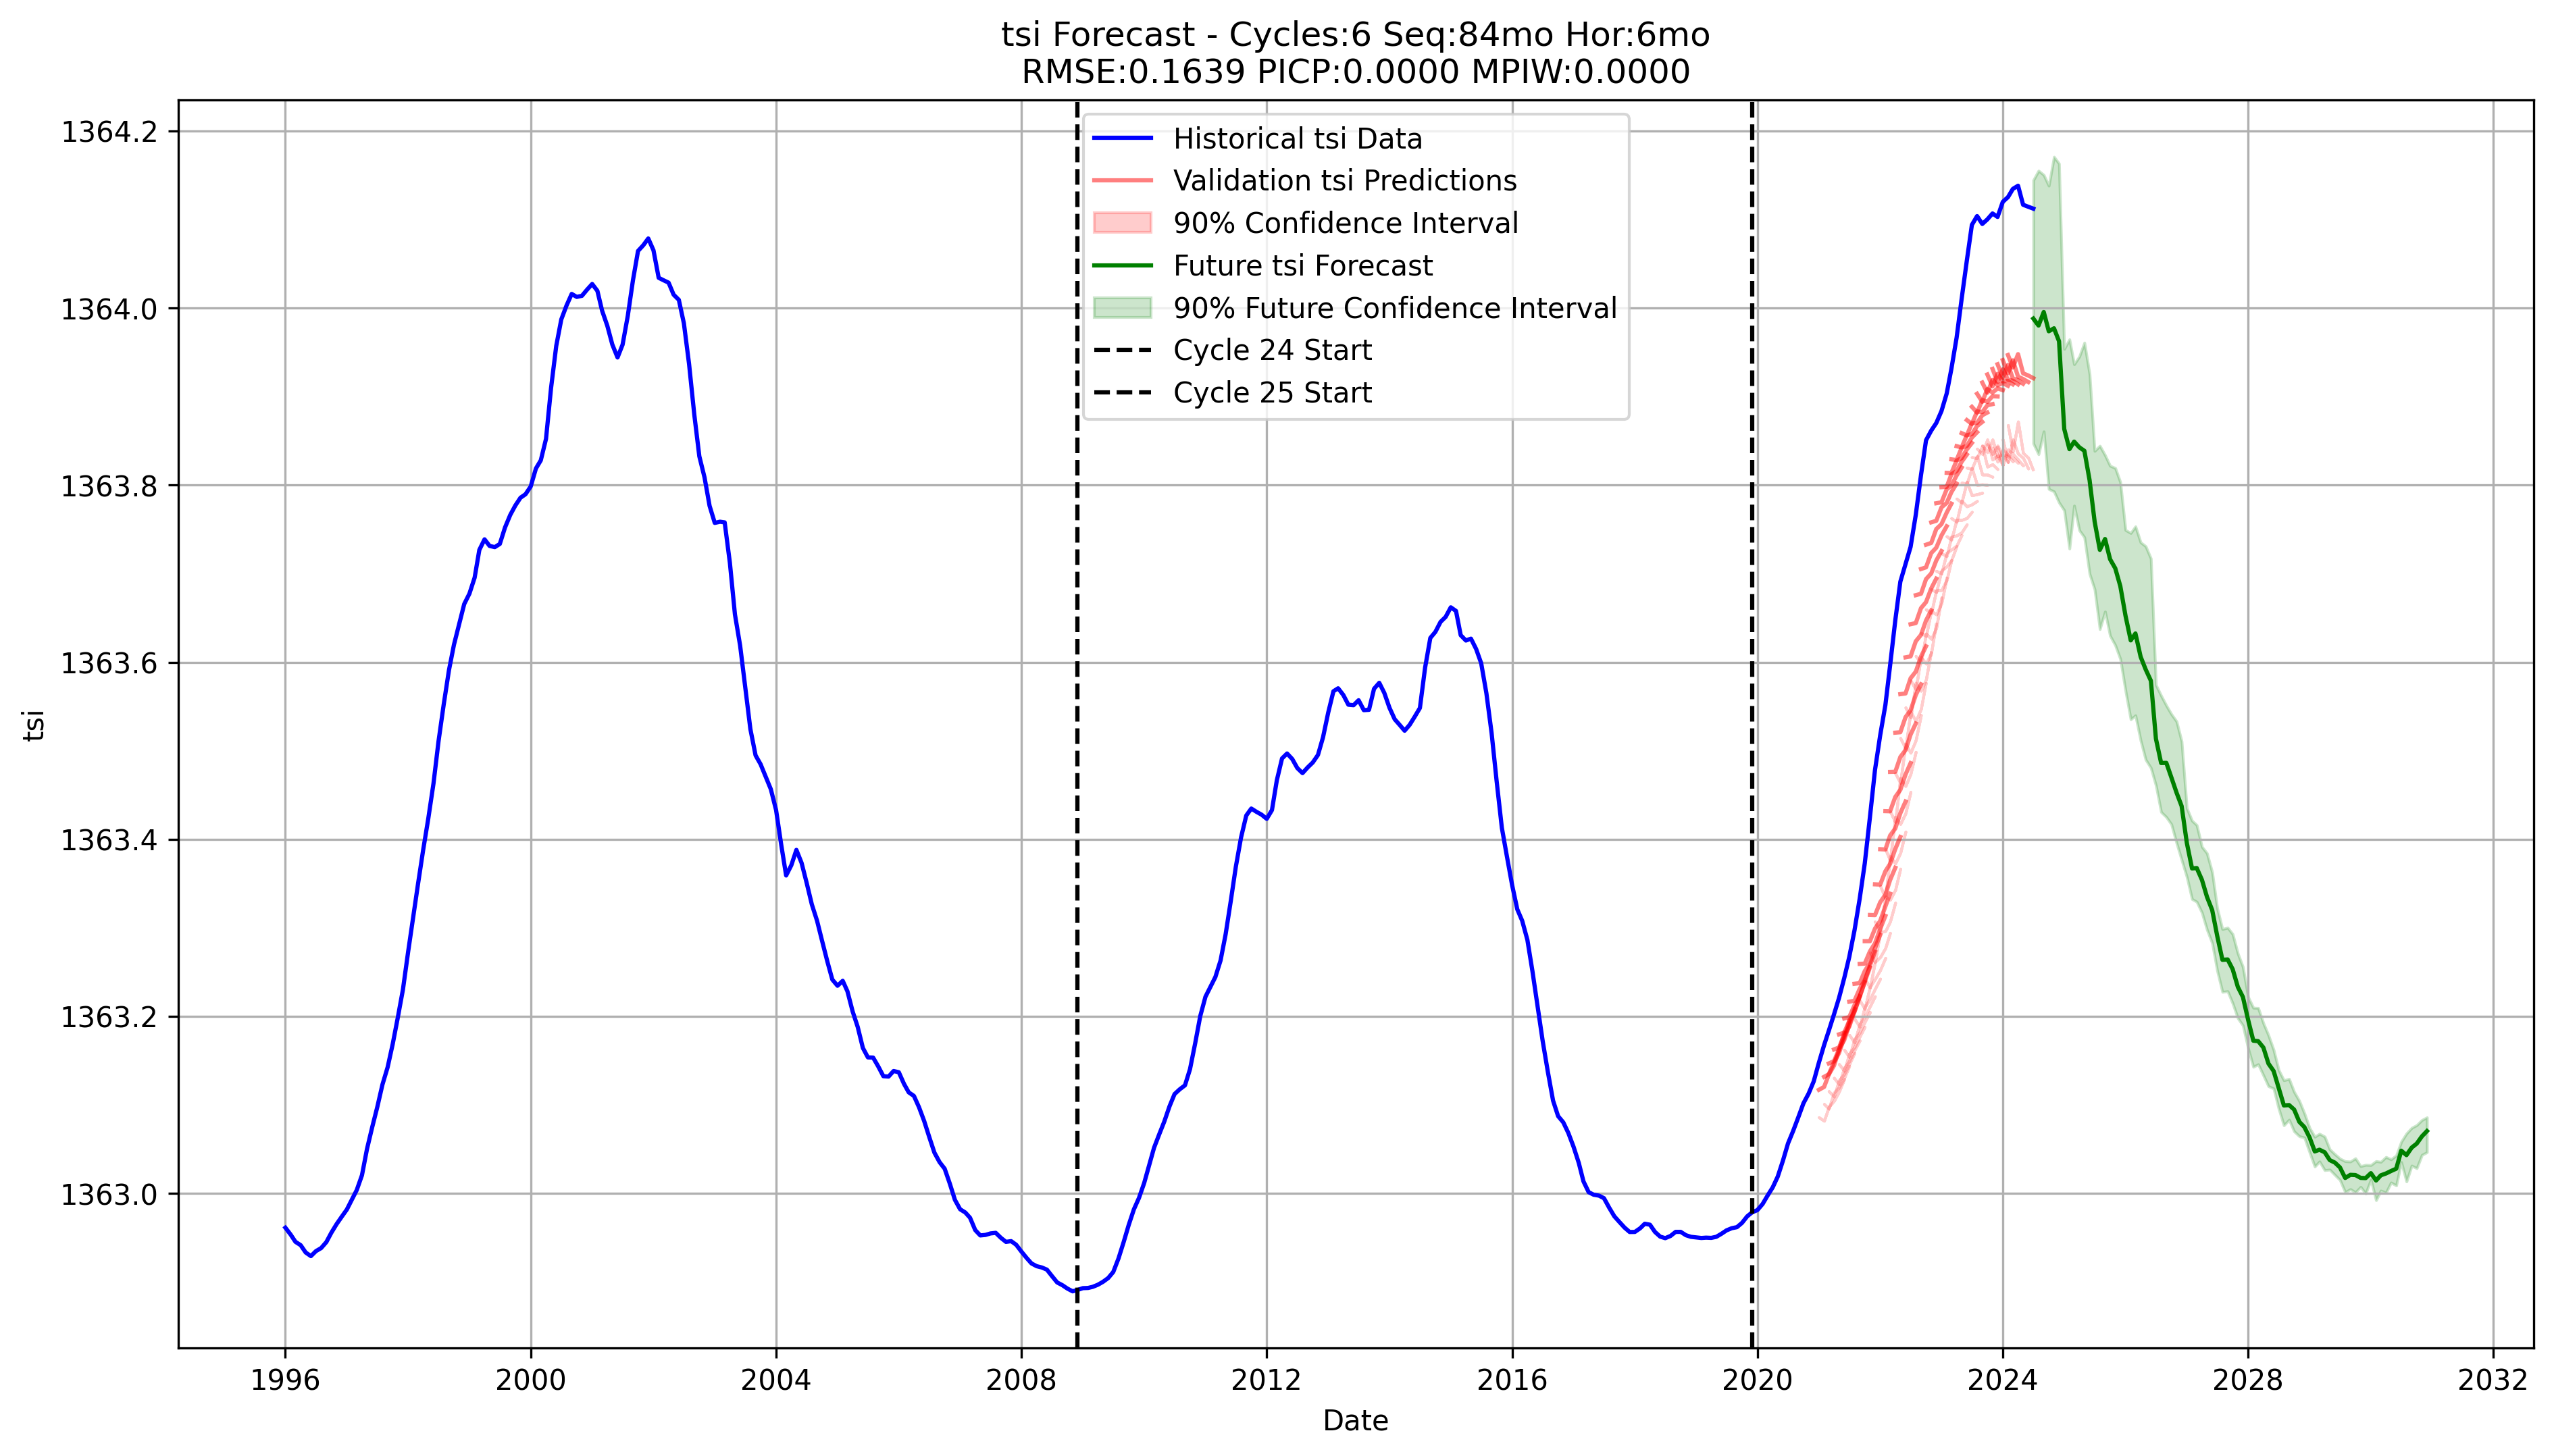 tsi Forecast - Cycles:6 Seq:84mo Hor:6mo
RMSE:0.1639 PICP:0.0000 MPIW:0.0000
1364.2
1364.0
1363.8
1363.6
1363.4
1363.2
1363.0
tsi
Historical tsi Data
Validation tsi Predictions
90% Confidence Interval
Future tsi Forecast
90% Future Confidence Interval
Cycle 24 Start
Cycle 25 Start
1996 2000 2004 2008 2012 2016 2020 2024 2028 2032
Date